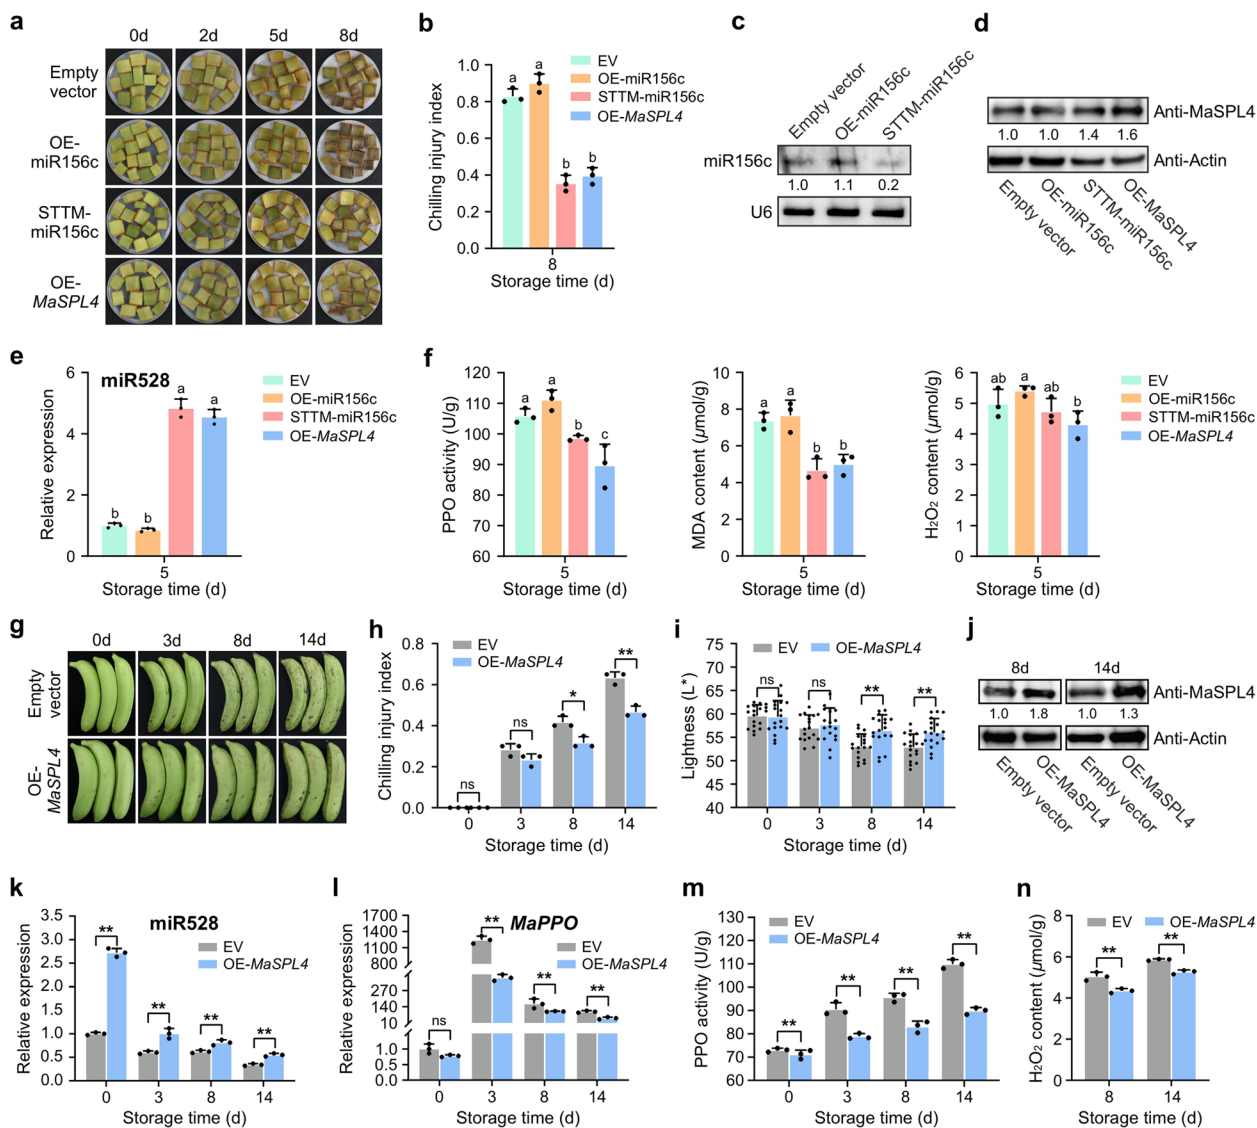 a
0d 2d 5d 8d
Empty
vector
OE-
miR156c
STTM-
miR156c
OE-
MaSPL4
b
Chilling injury index
1.0
0.8
0.6
0.4
0.2
0.0
a
a
b
b
8
Storage time (d)
EV
OE-miR156c
STTM-miR156c
OE-MaSPL4
c
Empty vector
OE-miR156c
STTM-miR156c
miR156c
1.0 1.1 0.2
U6
d
Anti-MaSPL4
1.0 1.0 1.4 1.6
Anti-Actin
Empty vector
OE-miR156c
STTM-miR156c
OE-MaSPL4
e
miR528
Relative expression
6
4
2
0
b
b
a
a
5
Storage time (d)
EV
OE-miR156c
STTM-miR156c
OE-MaSPL4
f
PPO activity (U/g)
120
110
100
90
80
70
60
a
a
b
c
5
Storage time (d)
MDA content (µmol/g)
10
8
6
4
2
0
a
a
b
b
5
Storage time (d)
H₂O₂ content (µmol/g)
6
5
4
3
2
1
0
ab
a
ab
b
5
Storage time (d)
EV
OE-miR156c
STTM-miR156c
OE-MaSPL4
g
0d 3d 8d 14d
Empty
vector
OE-
MaSPL4
h
Chilling injury index
0.8
0.6
0.4
0.2
0.0
EV
OE-MaSPL4
ns
ns
*
**
0 3 8 14
Storage time (d)
i
Lightness (L*)
75
70
65
60
55
50
45
40
EV
OE-MaSPL4
ns
ns
**
**
0 3 8 14
Storage time (d)
j
8d 14d
Anti-MaSPL4
1.0 1.8 1.0 1.3
Anti-Actin
Empty vector
OE-MaSPL4
Empty vector
OE-MaSPL4
k
miR528
Relative expression
3.5
3.0
2.5
2.0
1.5
1.0
0.5
0.0
EV
OE-MaSPL4
**
**
**
**
0 3 8 14
Storage time (d)
l
MaPPO
Relative expression
1700
1400
1100
800
270
140
10
1.0
0.5
0.0
EV
OE-MaSPL4
ns
**
**
**
0 3 8 14
Storage time (d)
m
PPO activity (U/g)
130
120
110
100
90
80
70
60
EV
OE-MaSPL4
**
**
**
**
0 3 8 14
Storage time (d)
n
H₂O₂ content (µmol/g)
8
6
4
2
0
EV
OE-MaSPL4
**
**
8 14
Storage time (d)